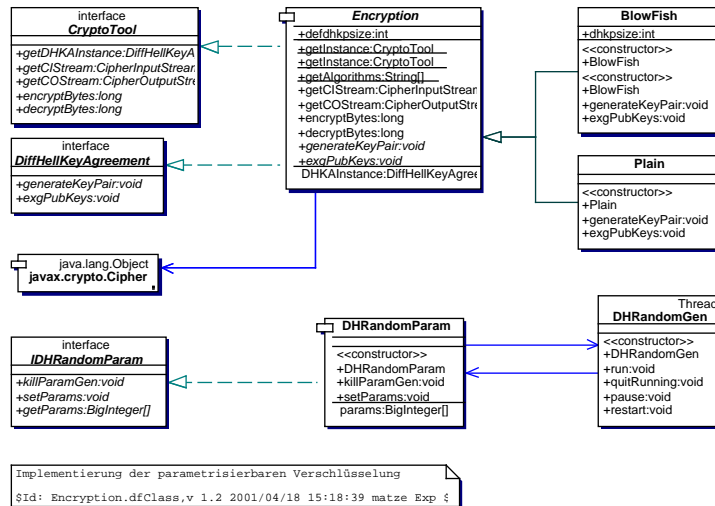 interface
CryptoTool
+getDHKAInstance:DiffHellKeyA
+getCIStream:CipherInputStream
+getCOStream:CipherOutputStre
+encryptBytes:long
+decryptBytes:long
interface
DiffHellKeyAgreement
+generateKeyPair:void
+exgPubKeys:void
java.lang.Object
javax.crypto.Cipher
interface
IDHRandomParam
+killParamGen:void
+setParams:void
+getParams:BigInteger[]
Encryption
+defdhkpsize:int
+getInstance:CryptoTool
+getInstance:CryptoTool
+getAlgorithms:String[]
+getCIStream:CipherInputStream
+getCOStream:CipherOutputStre
+encryptBytes:long
+decryptBytes:long
+generateKeyPair:void
+exgPubKeys:void
DHKAInstance:DiffHellKeyAgree
BlowFish
+dhkpsize:int
<<constructor>>
+BlowFish
<<constructor>>
+BlowFish
+generateKeyPair:void
+exgPubKeys:void
Plain
<<constructor>>
+Plain
+generateKeyPair:void
+exgPubKeys:void
DHRandomParam
<<constructor>>
+DHRandomParam
+killParamGen:void
+setParams:void
params:BigInteger[]
Thread
DHRandomGen
<<constructor>>
+DHRandomGen
+run:void
+quitRunning:void
+pause:void
+restart:void
Implementierung der parametrisierbaren Verschlüsselung
$Id: Encryption.dfClass,v 1.2 2001/04/18 15:18:39 matze Exp $